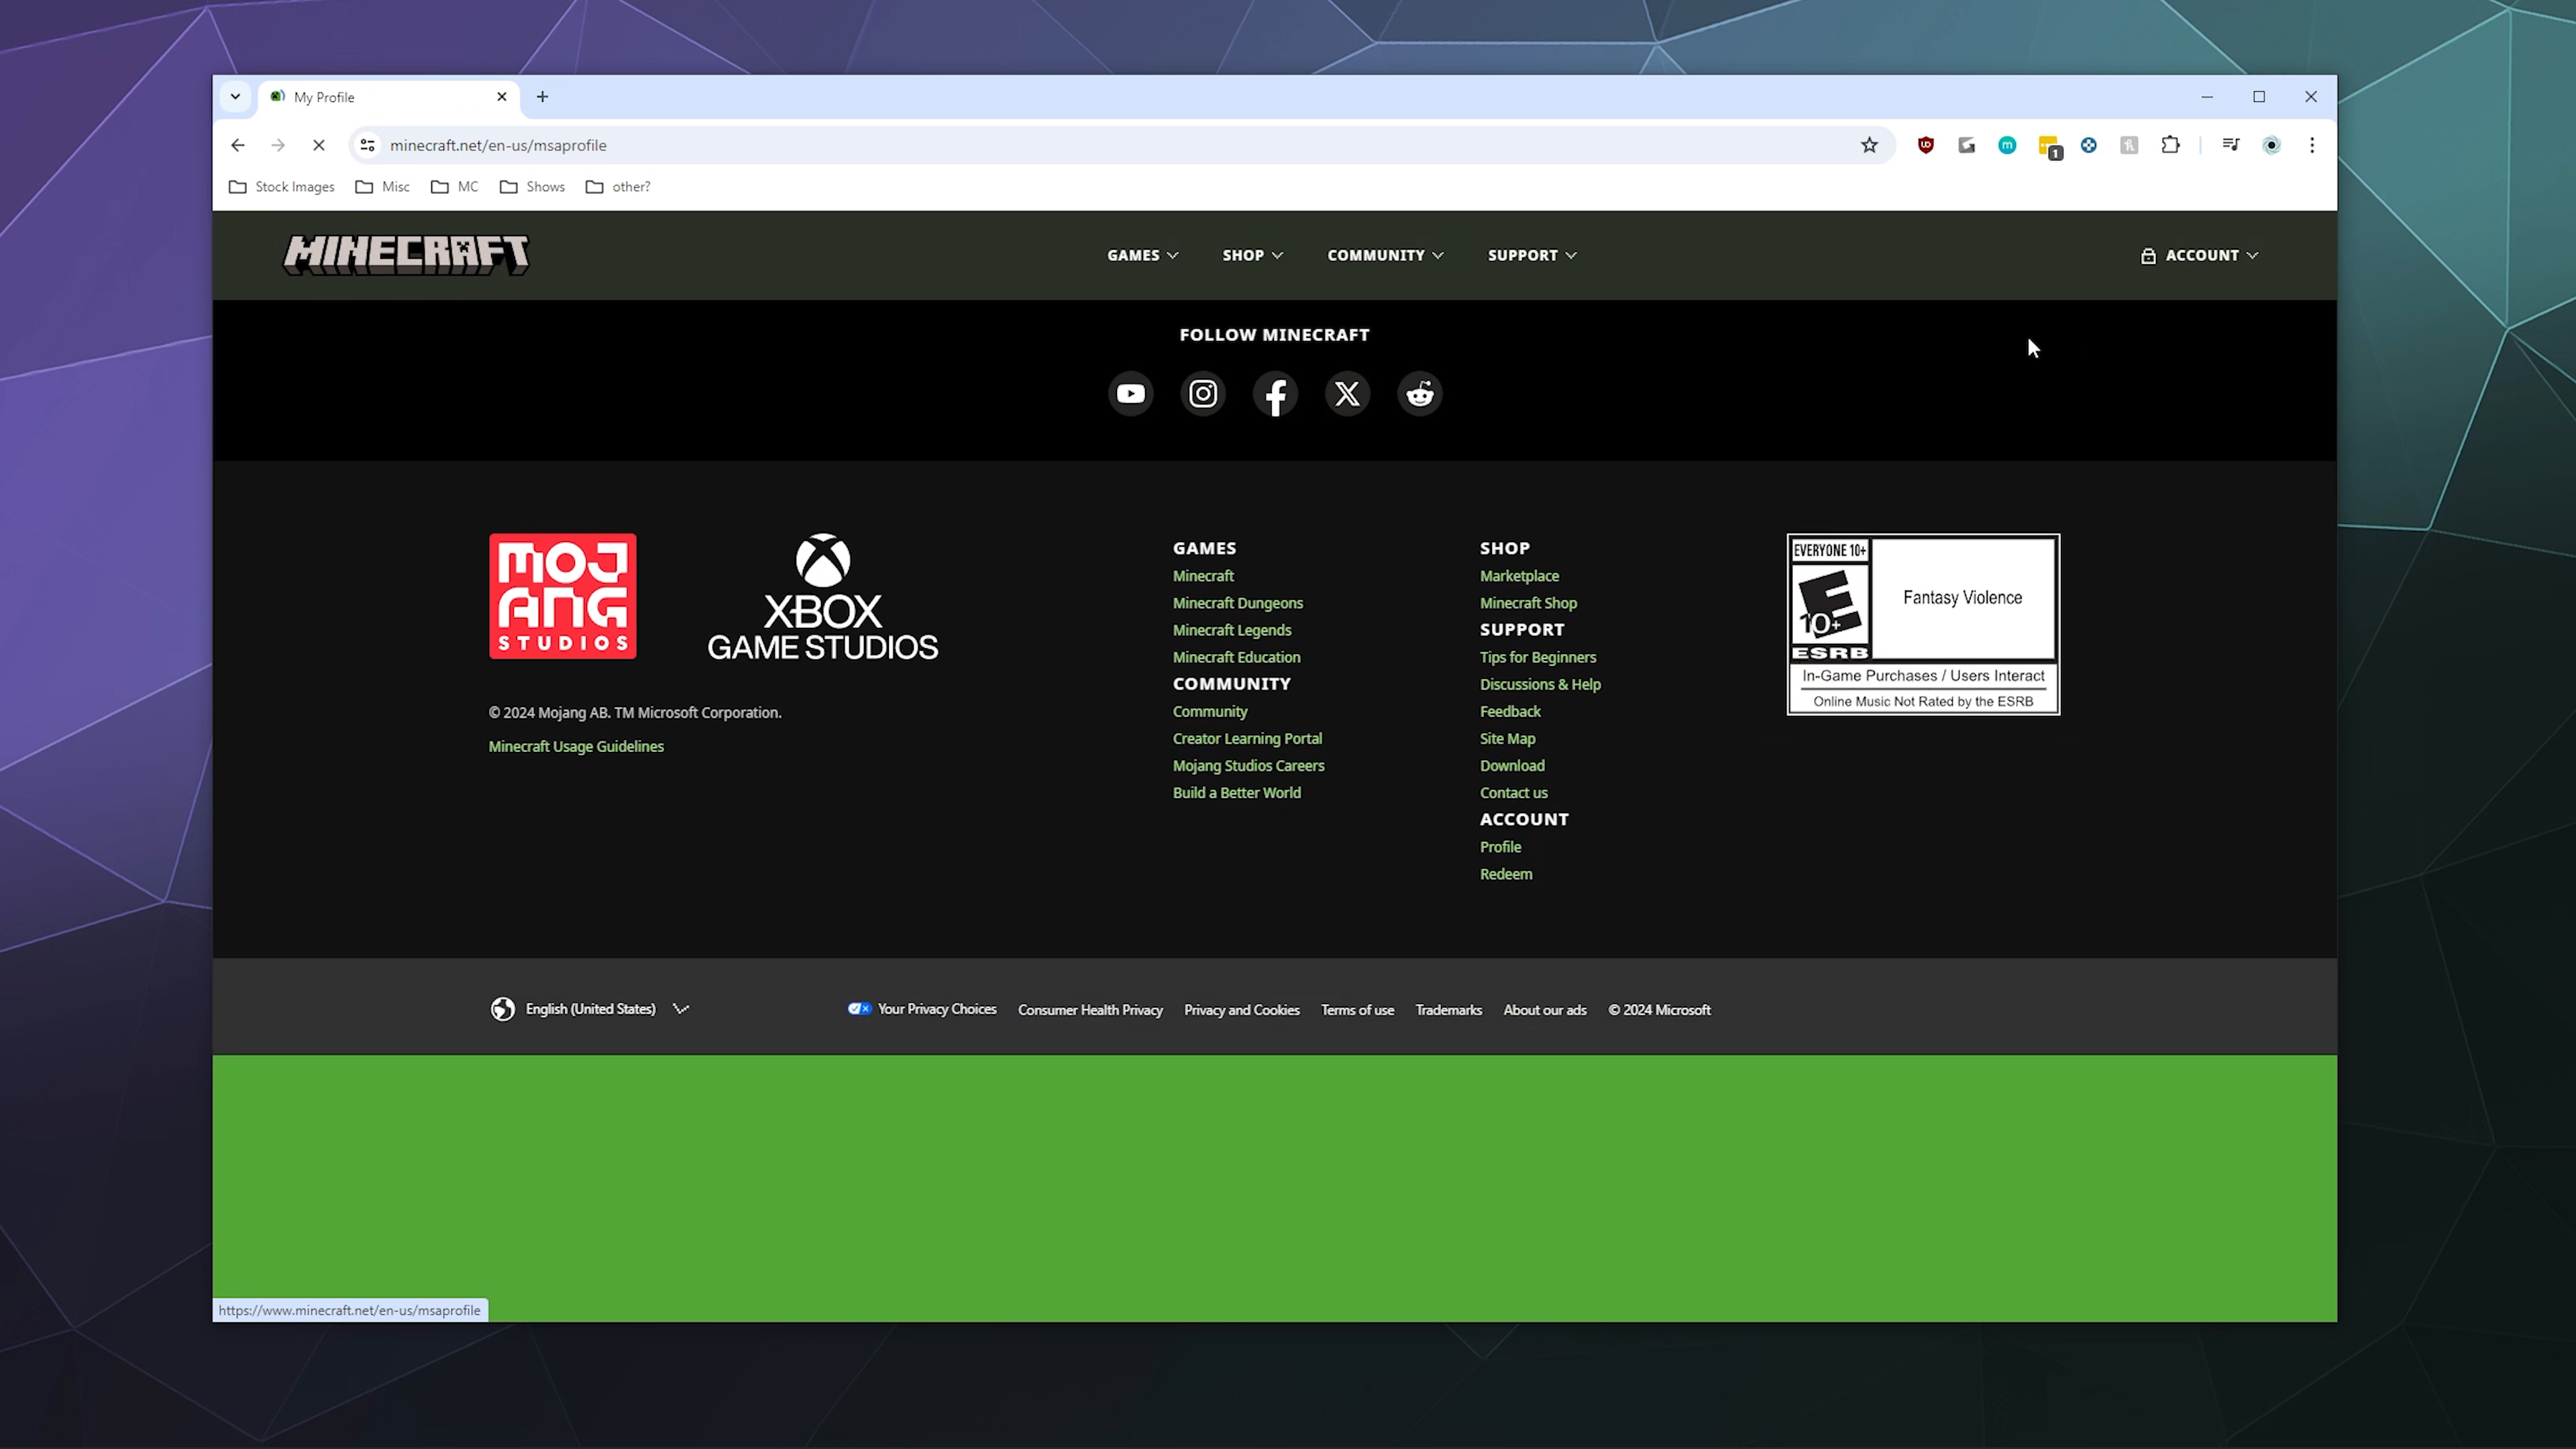 My Profile
minecraft.net/en-us/msaprofile
1
Stock Images Misc MC Shows other?
MINECRAFT
GAMES SHOP COMMUNITY SUPPORT ACCOUNT
FOLLOW MINECRAFT
MOJANG STUDIOS
XBOX
GAME STUDIOS
© 2024 Mojang AB. TM Microsoft Corporation.
Minecraft Usage Guidelines
GAMES
Minecraft
Minecraft Dungeons
Minecraft Legends
Minecraft Education
COMMUNITY
Community
Creator Learning Portal
Mojang Studios Careers
Build a Better World
SHOP
Marketplace
Minecraft Shop
SUPPORT
Tips for Beginners
Discussions & Help
Feedback
Site Map
Download
Contact us
ACCOUNT
Profile
Redeem
EVERYONE 10+
E
10+
ESRB
Fantasy Violence
In-Game Purchases / Users Interact
Online Music Not Rated by the ESRB
English (United States) Your Privacy Choices Consumer Health Privacy Privacy and Cookies Terms of use Trademarks About our ads © 2024 Microsoft
https://www.minecraft.net/en-us/msaprofile